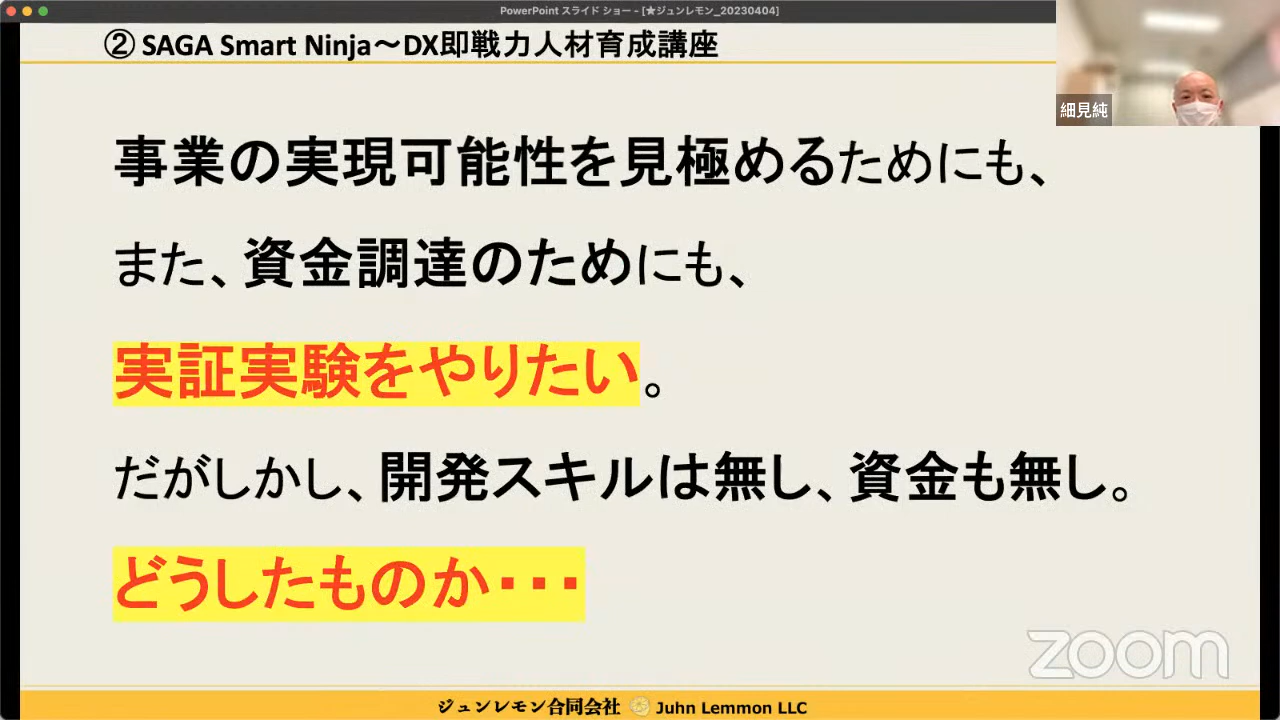 PowerPoint スライド ショー - [★ジュンレモン_20230404]
② SAGA Smart Ninja～DX即戦力人材育成講座
細見純
事業の実現可能性を見極めるためにも、
また、資金調達のためにも、
実証実験をやりたい。
だがしかし、開発スキルは無し、資金も無し。
どうしたものか・・・
zoom
ジュンレモン合同会社 Juhn Lemmon LLC